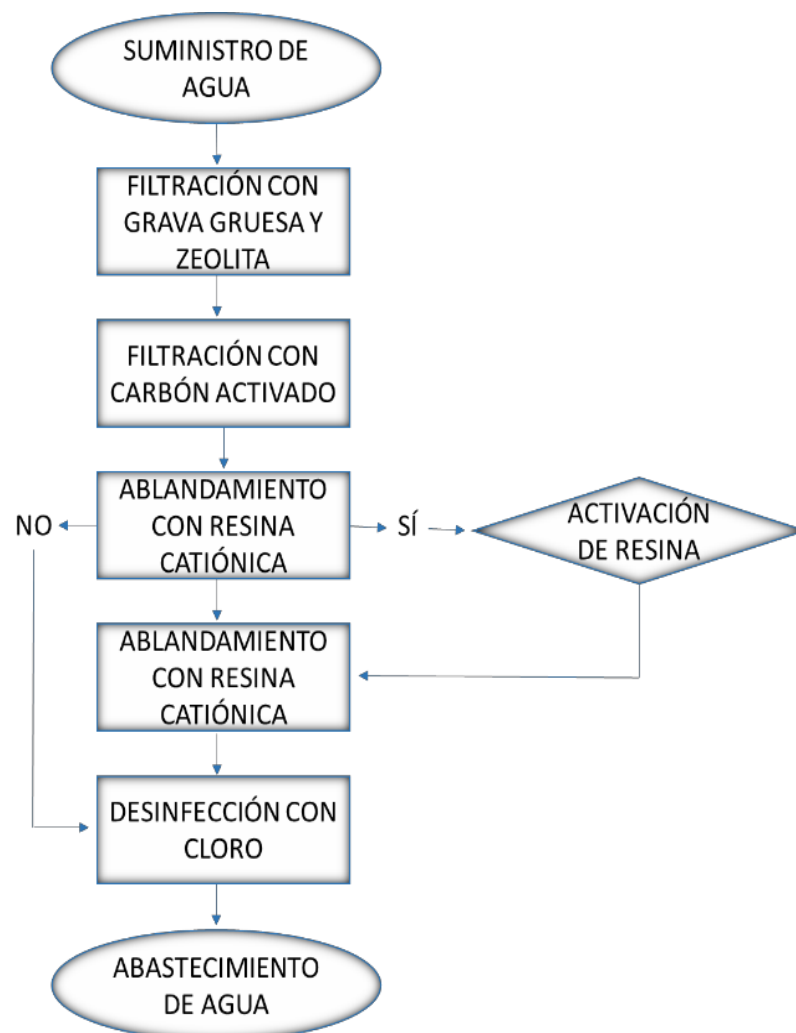 SUMINISTRO DE
AGUA
FILTRACIÓN CON
GRAVA GRUESA Y
ZEOLITA
FILTRACIÓN CON
CARBÓN ACTIVADO
ABLANDAMIENTO
CON RESINA
CATIÓNICA
NO
SÍ
ACTIVACIÓN
DE RESINA
ABLANDAMIENTO
CON RESINA
CATIÓNICA
DESINFECCIÓN CON
CLORO
ABASTECIMIENTO
DE AGUA